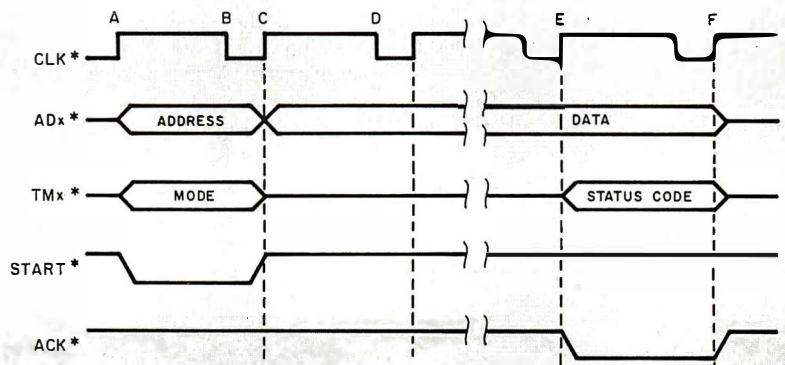 A B C D E F
CLK*
ADx* ADDRESS DATA
TMx* MODE STATUS CODE
START*
ACK*